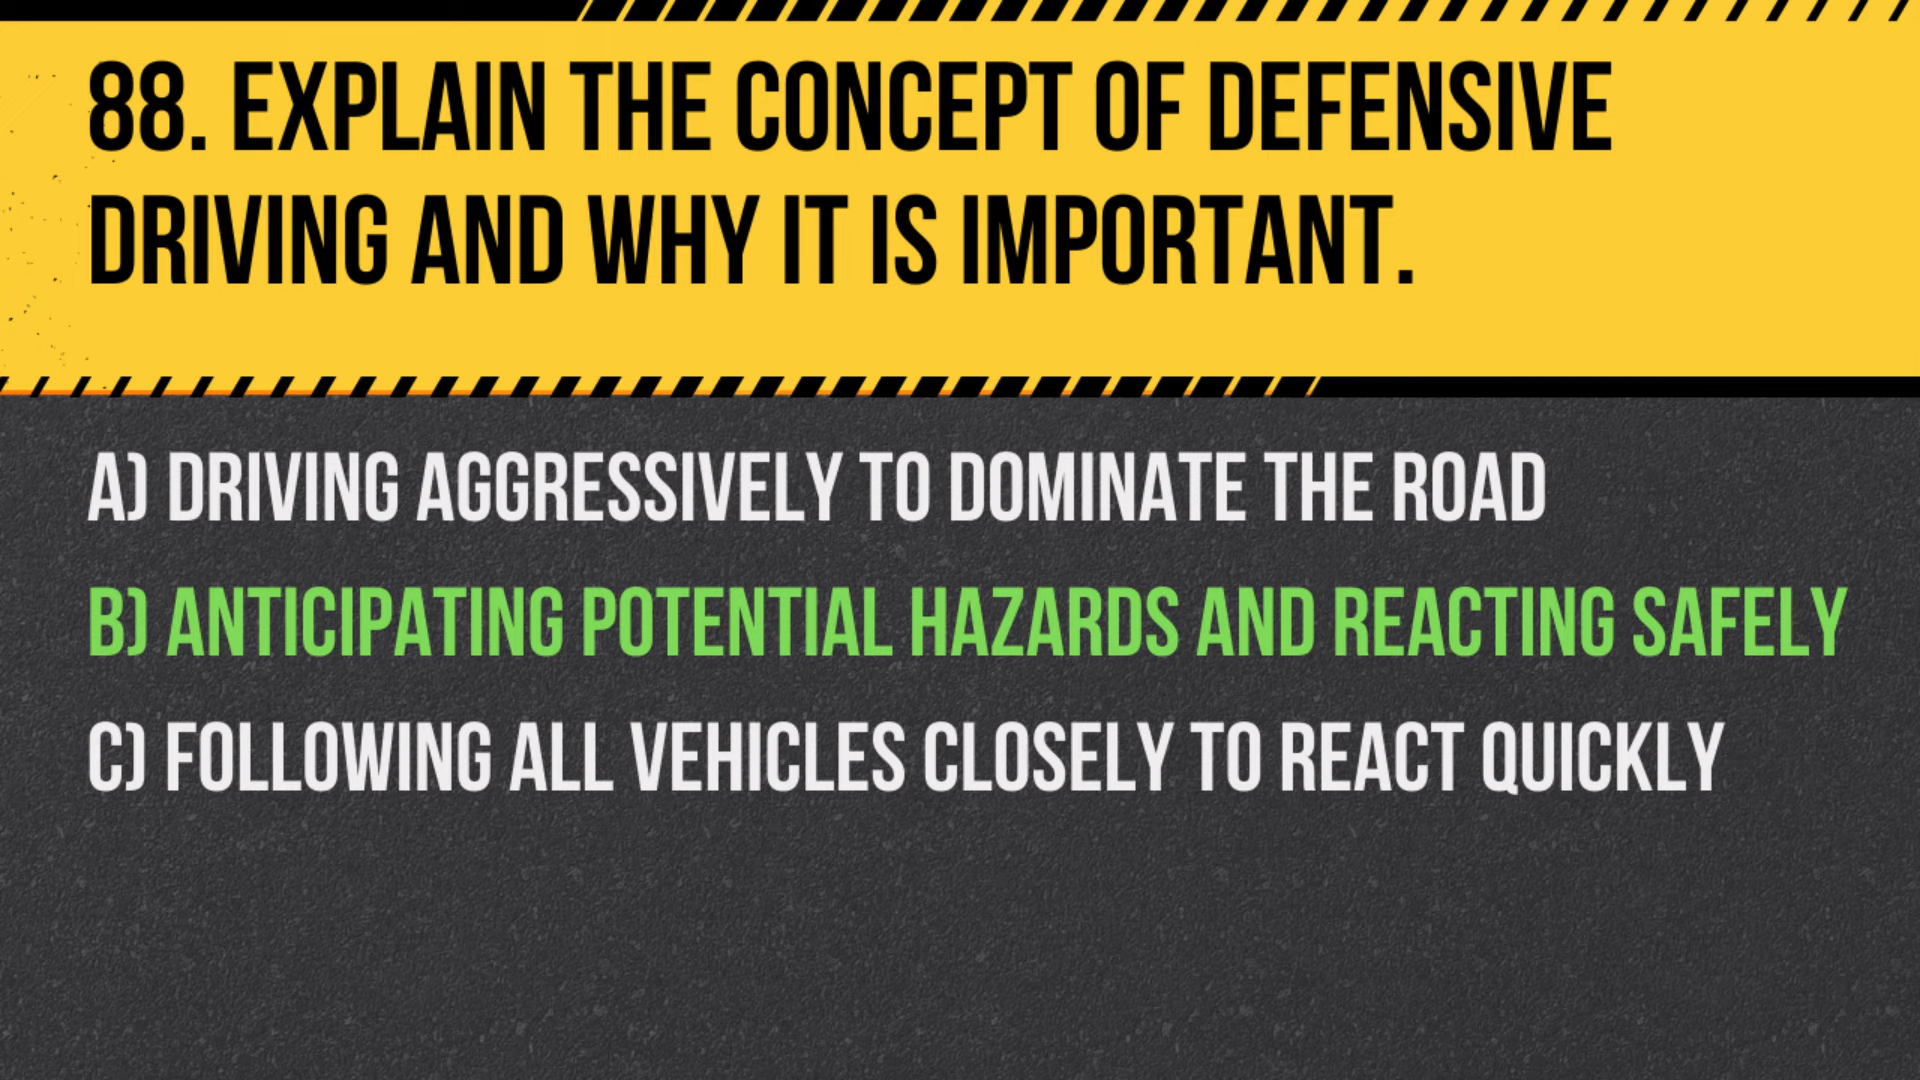 88. EXPLAIN THE CONCEPT OF DEFENSIVE
DRIVING AND WHY IT IS IMPORTANT.
A) DRIVING AGGRESSIVELY TO DOMINATE THE ROAD
B) ANTICIPATING POTENTIAL HAZARDS AND REACTING SAFELY
C) FOLLOWING ALL VEHICLES CLOSELY TO REACT QUICKLY